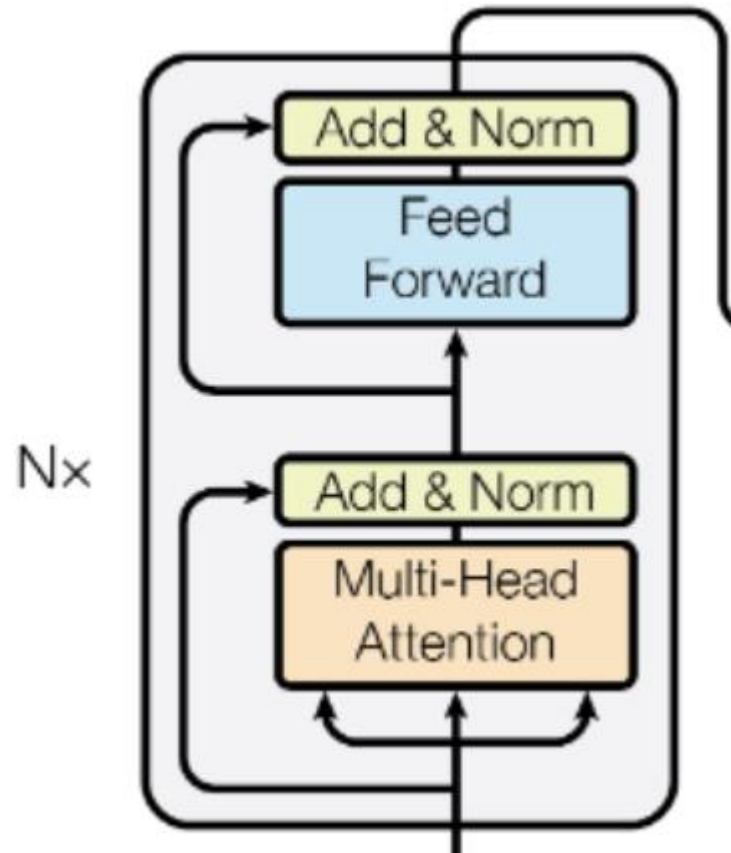 Add & Norm
Feed
Forward
Nx
Add & Norm
Multi-Head
Attention